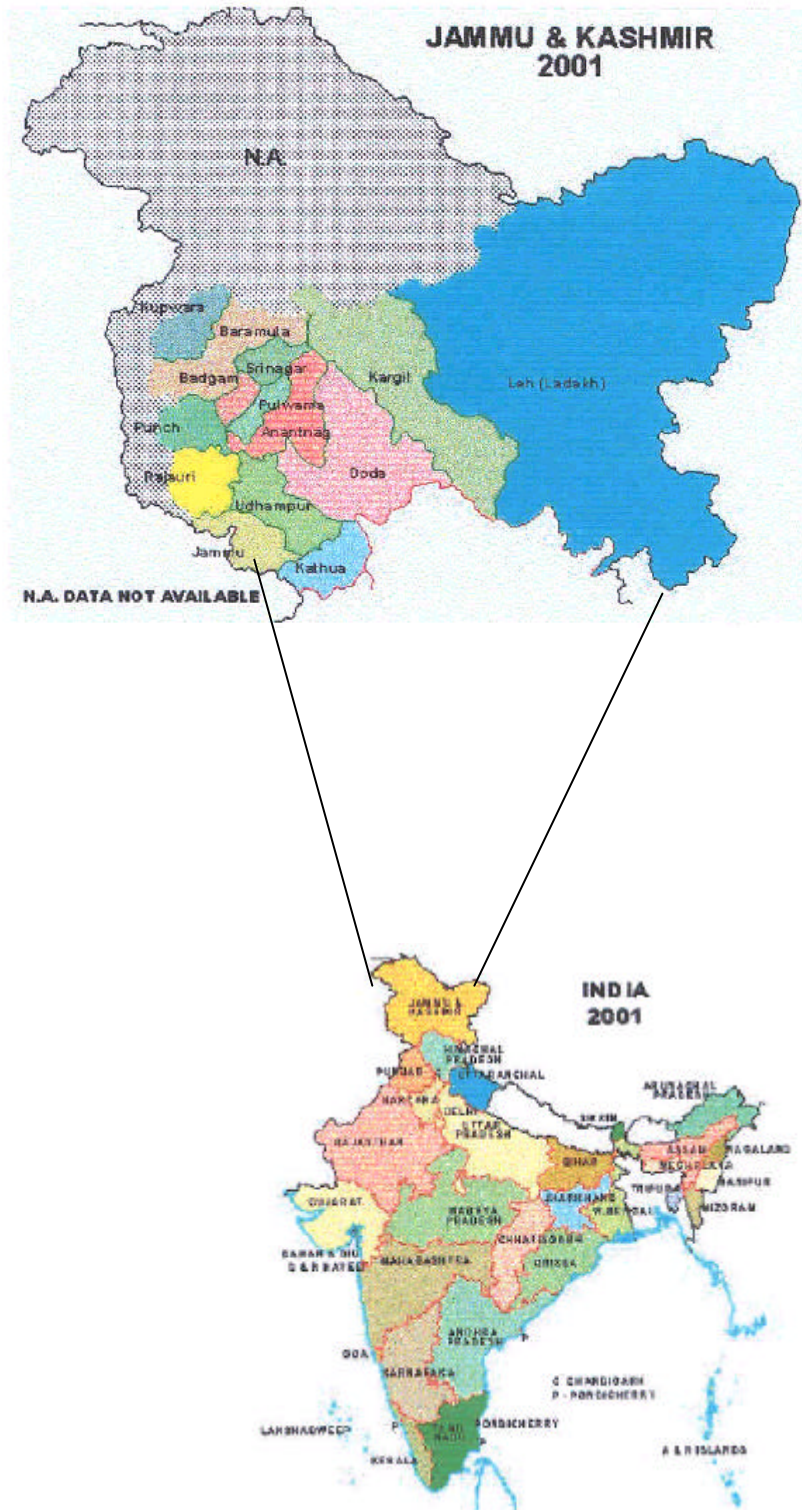 JAMMU & KASHMIR
2001
N.A.
Kupwara
Baramula
Srinagar
Badgam
Kargil
Leh (Ladakh)
Pulwama
Punch
Anantnag
Rajauri
Doda
Udhampur
Jammu
Kathua
N.A. DATA NOT AVAILABLE
INDIA
2001
JAMMU &
KASHMIR
HIMACHAL
PRADESH
PUNJAB
C
UTTARANCHAL
HARYANA
DELHI
ARUNACHAL
PRADESH
SIKKIM
UTTAR
PRADESH
RAJASTHAN
ASSAM
NAGALAND
BIHAR
MEGHALAYA
MANIPUR
TRIPURA
GUJARAT
JHARKHAND
W.BENGAL
MIZORAM
MADHYA
PRADESH
CHHATISGARH
DAMAN & DIU
D & N HAVELI
MAHARASHTRA
ORISSA
ANDHRA
PRADESH
P
GOA
KARNATAKA
C CHANDIGARH
P - PONDICHERRY
LAKSHADWEEP
P
TAMIL
NADU
PONDICHERRY
P
KERALA
A & N ISLANDS